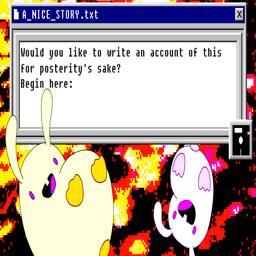 A_NICE_STORY.txt
Would you like to write an account of this
for posterity's sake?
Begin here: